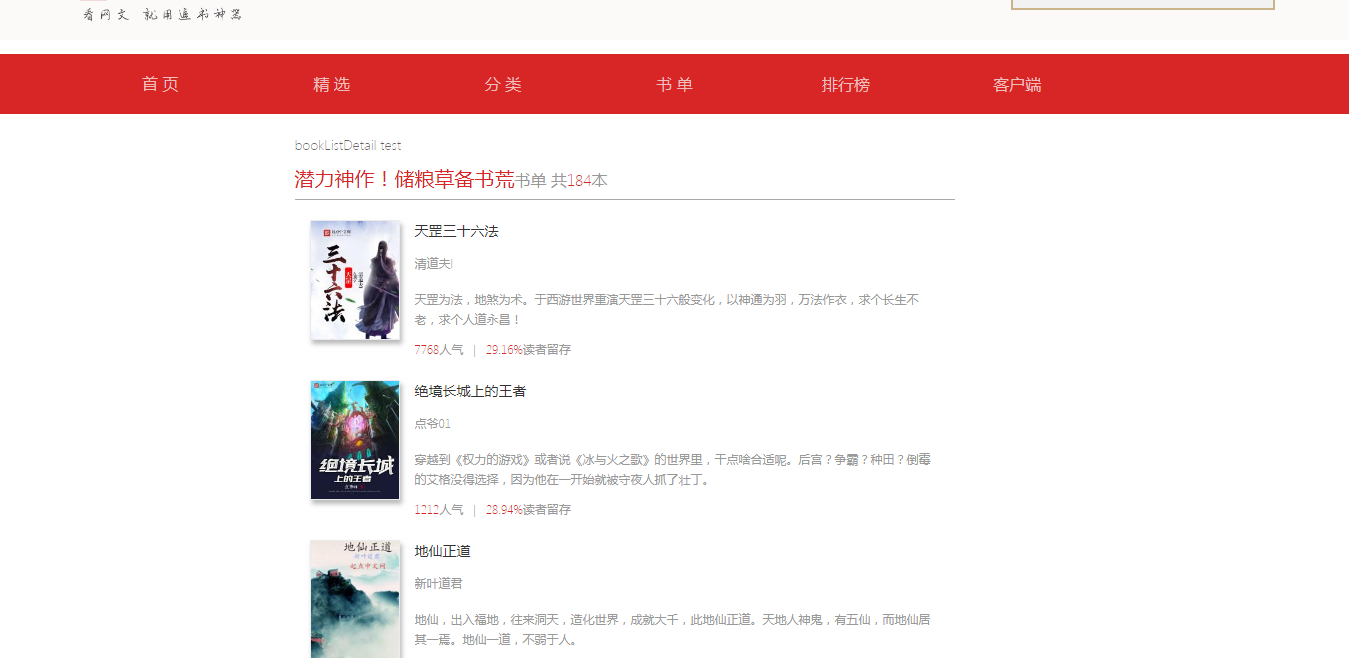 看网文 就用追书神器
首 页 精 选 分 类 书 单 排行榜 客户端
bookListDetail test
潜力神作！储粮草备书荒书单 共184本
天罡三十六法
清道夫I
天罡为法，地煞为术。于西游世界重演天罡三十六般变化，以神通为羽，万法作衣，求个长生不
老，求个人道永昌！
7768人气 | 29.16%读者留存
三十六法
绝境长城上的王者
点爷01
穿越到《权力的游戏》或者说《冰与火之歌》的世界里，干点啥合适呢。后宫？争霸？种田？倒霉
的艾格没得选择，因为他在一开始就被守夜人抓了壮丁。
1212人气 | 28.94%读者留存
绝境长城
上的王者
地仙正道
新叶道君
地仙，出入福地，往来洞天，造化世界，成就大千，此地仙正道。天地人神鬼，有五仙，而地仙居
其一焉。地仙一道，不弱于人。
地仙正道
新叶道君
起点中文网